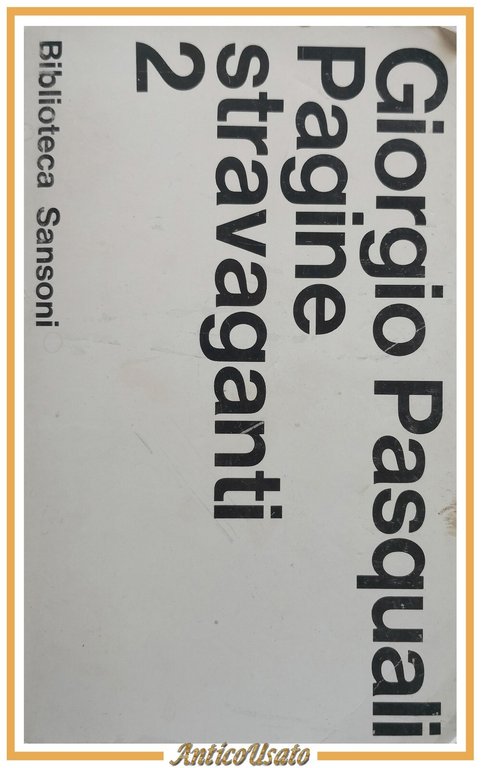 Giorgio Pasquali
Pagine
stravaganti
2
Biblioteca Sansoni
AnticoUsato